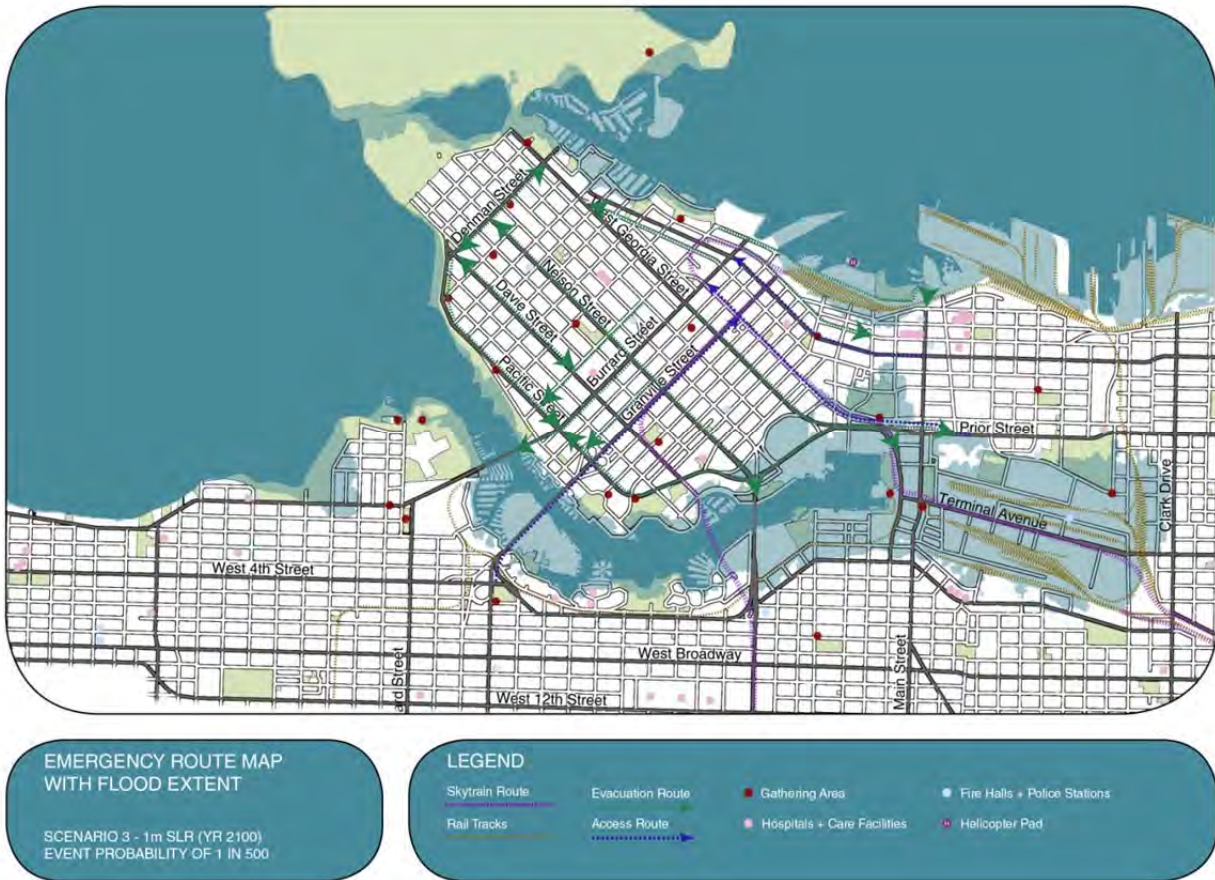 Denman Street
West Georgia Street
Nelson Street
Davie Street
Burrard Street
Pacific Street
Granville Street
Prior Street
Terminal Avenue
Clark Drive
West 4th Street
West Broadway
Main Street
ard Street
West 12th Street
H
EMERGENCY ROUTE MAP
WITH FLOOD EXTENT
SCENARIO 3 - 1m SLR (YR 2100)
EVENT PROBABILITY OF 1 IN 500
LEGEND
Skytrain Route
Evacuation Route
Gathering Area
Fire Halls + Police Stations
Rail Tracks
Access Route
Hospitals + Care Facilities
H Helicopter Pad